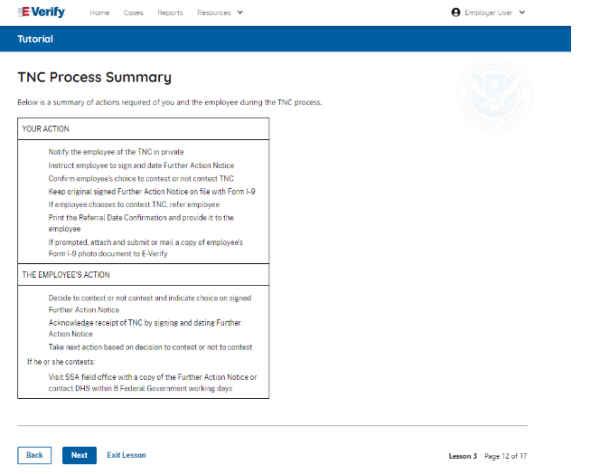 E-Verify Home Cases Reports Resources Employer User
Tutorial
TNC Process Summary
Below is a summary of actions required of you and the employee during the TNC process.
YOUR ACTION
Notify the employee of the TNC in private
Instruct employee to sign and date Further Action Notice
Confirm employee's choice to contest or not contest TNC
Keep original signed Further Action Notice on file with Form I-9
If employee chooses to contest TNC, refer employee
Print the Referral Date Confirmation and provide it to the
employee
If prompted, attach and submit or mail a copy of employee's
Form I-9 photo document to E-Verify
THE EMPLOYEE'S ACTION
Decide to contest or not contest and indicate choice on signed
Further Action Notice
Acknowledge receipt of TNC by signing and dating Further
Action Notice
Take next action based on decision to contest or not to contest
If he or she contests:
Visit SSA field office with a copy of the Further Action Notice or
contact DHS within 8 Federal Government working days
Back Next Exit Lesson Lesson 3 Page 12 of 17